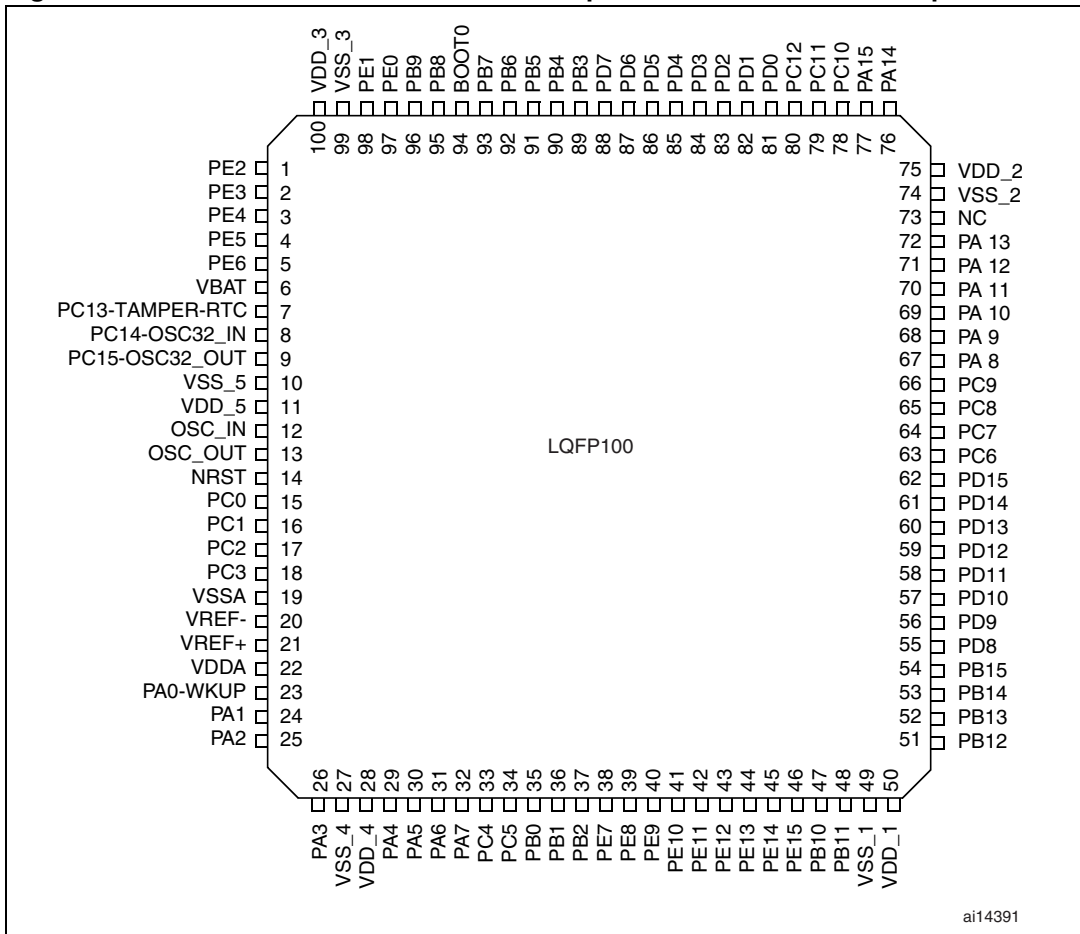 VDD_3
VSS_3
PE1
PE0
PB9
PB8
BOOT0
PB7
PB6
PB5
PB4
PB3
PD7
PD6
PD5
PD4
PD3
PD2
PD1
PD0
PC12
PC11
PC10
PA15
PA14
100
99
98
97
96
95
94
93
92
91
90
89
88
87
86
85
84
83
82
81
80
79
78
77
76
PE2 1
PE3 2
PE4 3
PE5 4
PE6 5
VBAT 6
PC13-TAMPER-RTC 7
PC14-OSC32_IN 8
PC15-OSC32_OUT 9
VSS_5 10
VDD_5 11
OSC_IN 12
OSC_OUT 13
NRST 14
PC0 15
PC1 16
PC2 17
PC3 18
VSSA 19
VREF- 20
VREF+ 21
VDDA 22
PA0-WKUP 23
PA1 24
PA2 25
LQFP100
75 VDD_2
74 VSS_2
73 NC
72 PA 13
71 PA 12
70 PA 11
69 PA 10
68 PA 9
67 PA 8
66 PC9
65 PC8
64 PC7
63 PC6
62 PD15
61 PD14
60 PD13
59 PD12
58 PD11
57 PD10
56 PD9
55 PD8
54 PB15
53 PB14
52 PB13
51 PB12
26
27
28
29
30
31
32
33
34
35
36
37
38
39
40
41
42
43
44
45
46
47
48
49
50
PA3
VSS_4
VDD_4
PA4
PA5
PA6
PA7
PC4
PC5
PB0
PB1
PB2
PE7
PE8
PE9
PE10
PE11
PE12
PE13
PE14
PE15
PB10
PB11
VSS_1
VDD_1
ai14391